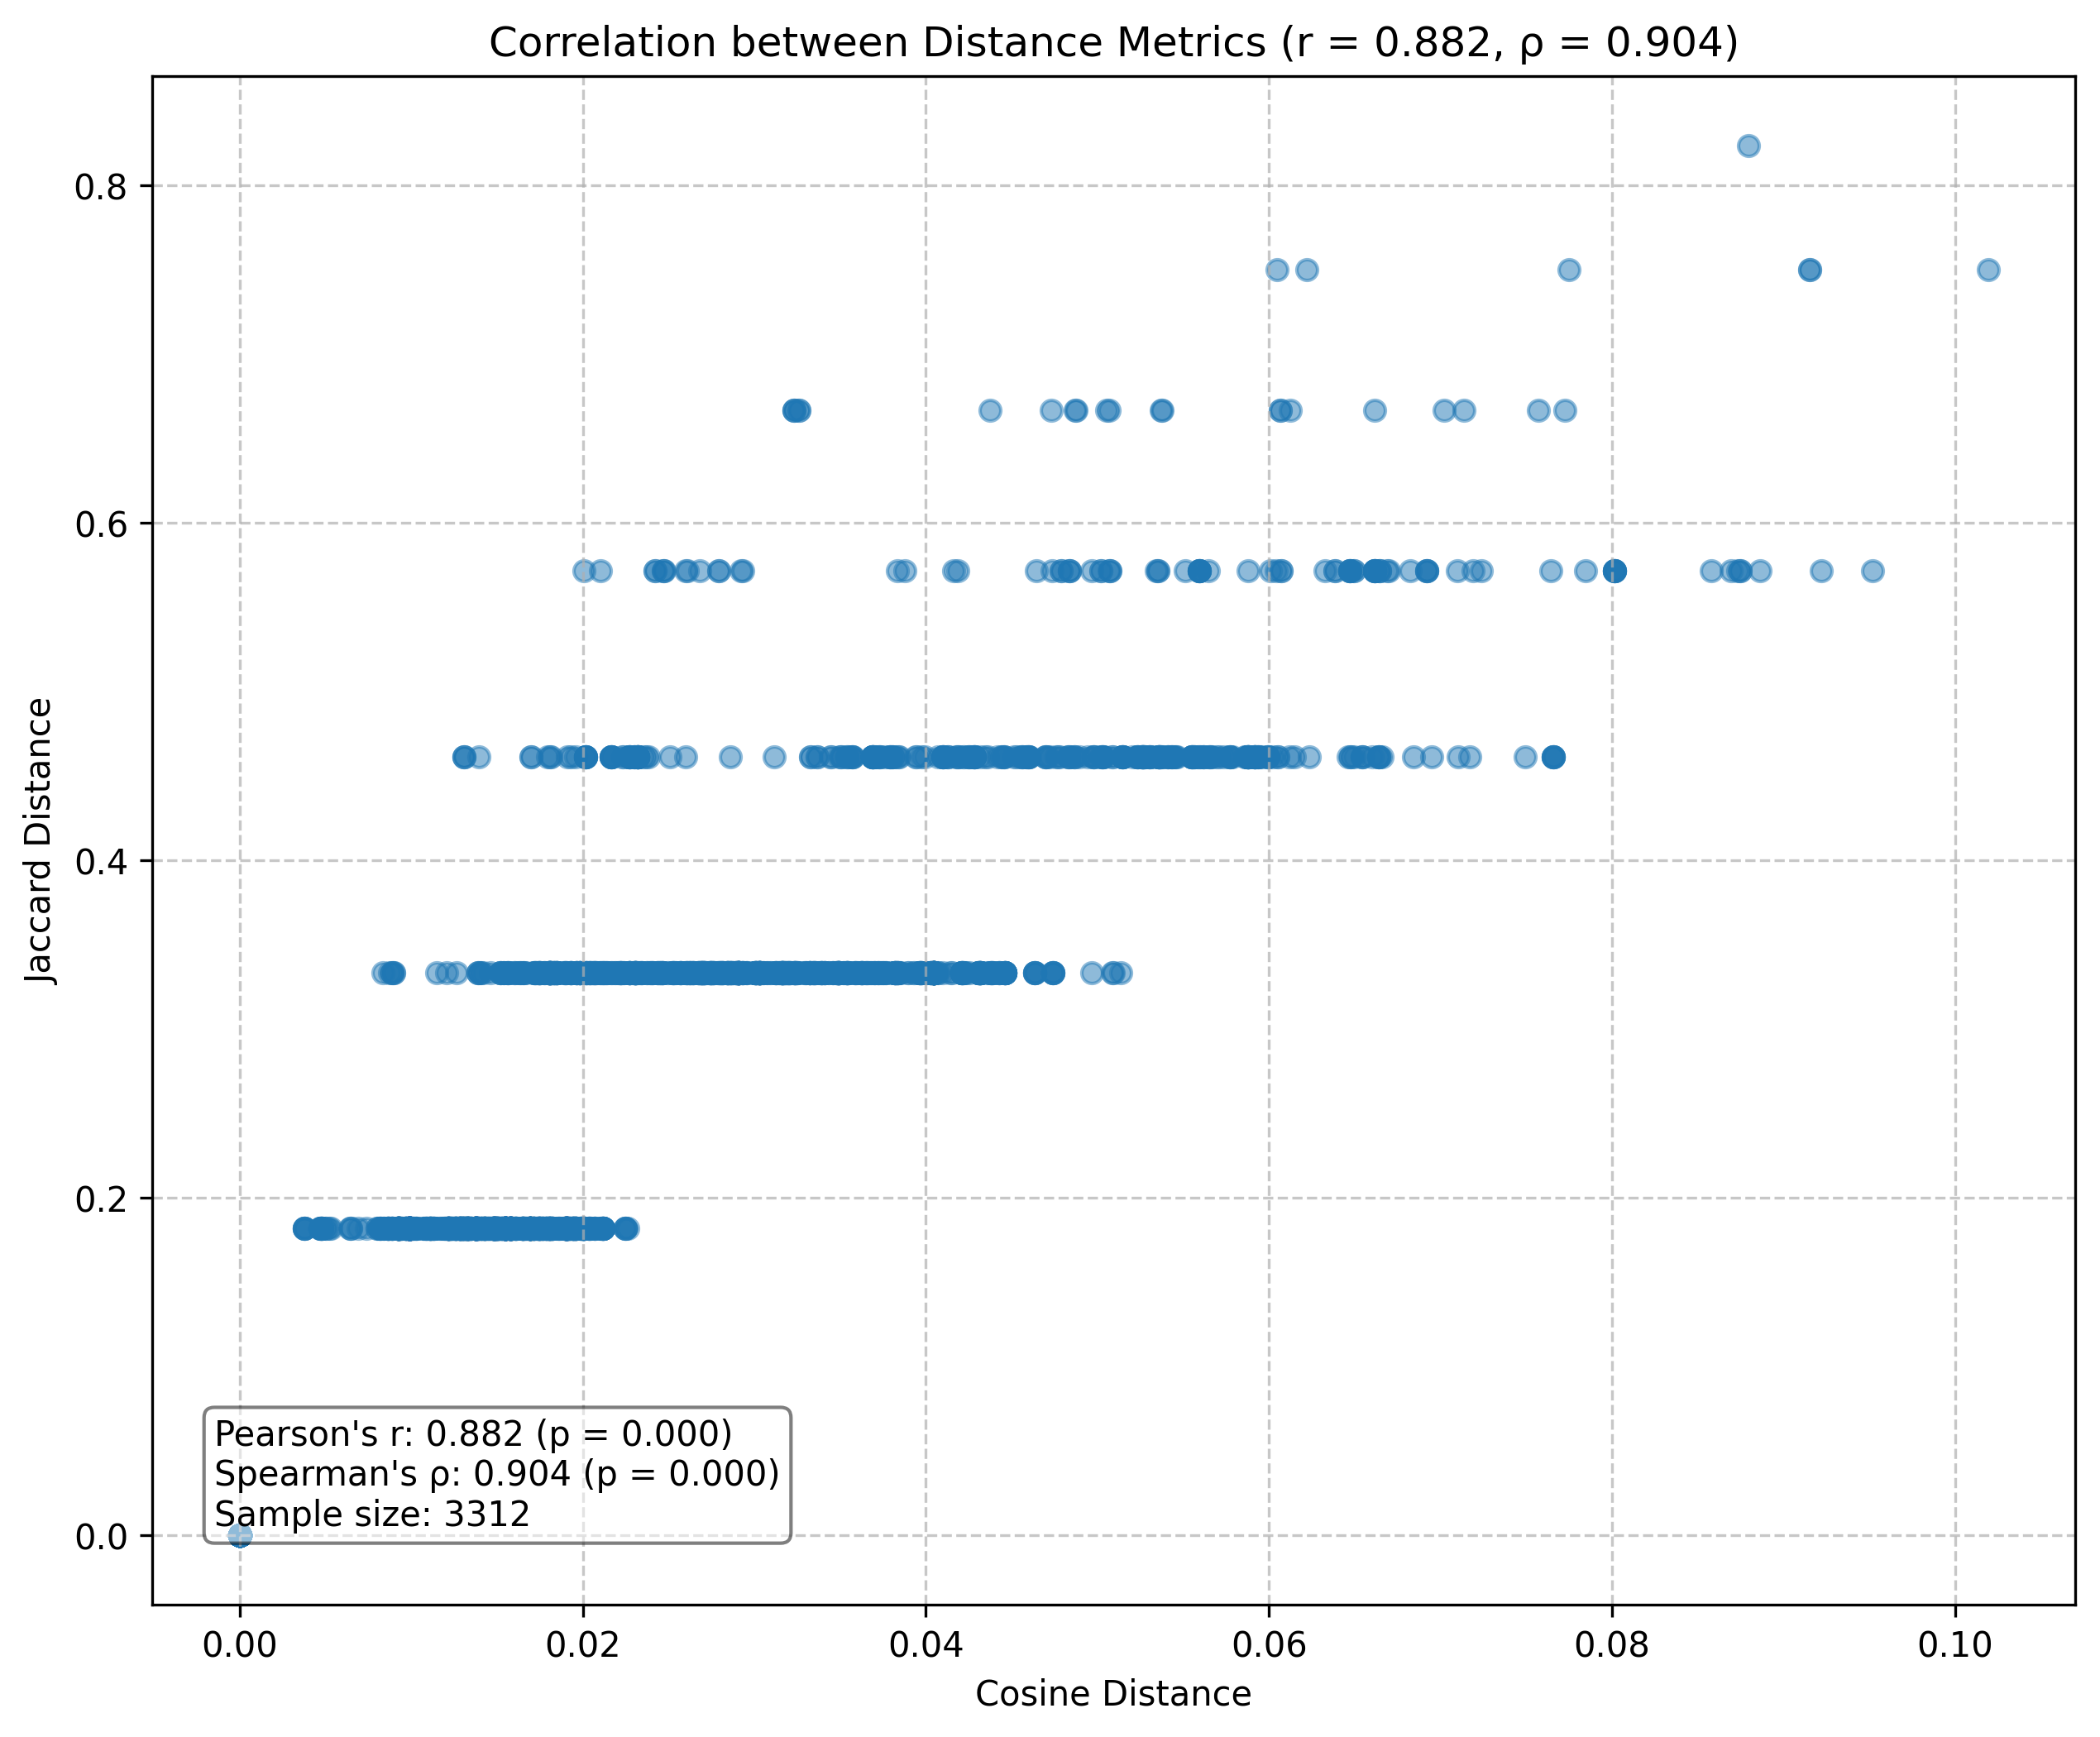 Correlation between Distance Metrics (r = 0.882, ρ = 0.904)
0.8
0.6
0.4
0.2
0.0
Jaccard Distance
Pearson's r: 0.882 (p = 0.000)
Spearman's ρ: 0.904 (p = 0.000)
Sample size: 3312
0.00 0.02 0.04 0.06 0.08 0.10
Cosine Distance